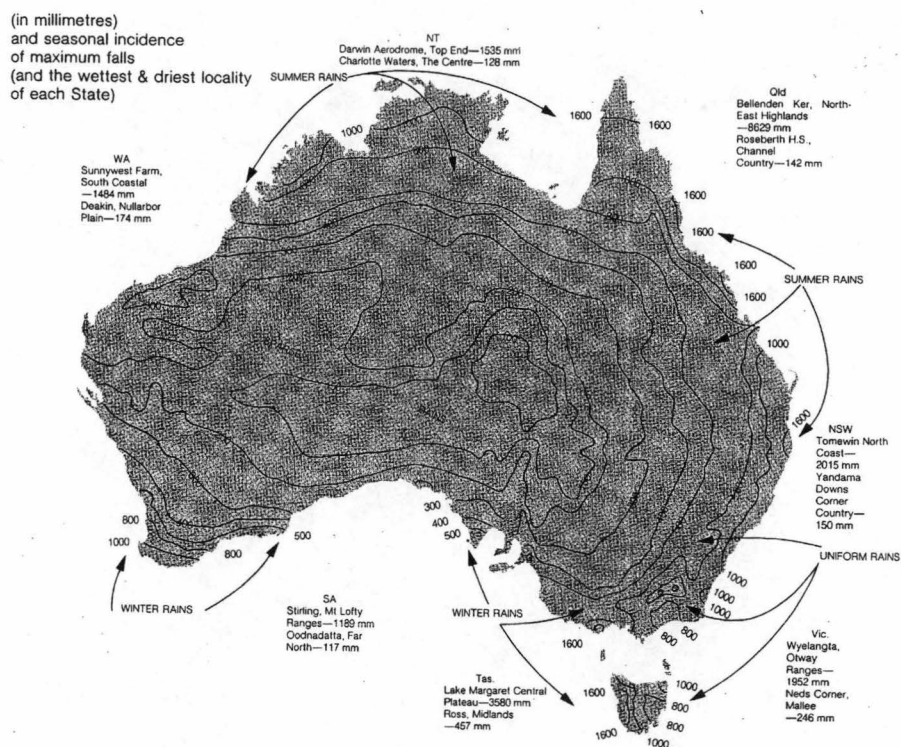 (in millimetres)
and seasonal incidence
of maximum falls
(and the wettest & driest locality
of each State)
NT
Darwin Aerodrome, Top End—1535 mm
Charlotte Waters, The Centre—128 mm
SUMMER RAINS
Qld
Bellenden Ker, North-
East Highlands
—8629 mm
Roseberth H.S.,
Channel
Country—142 mm
WA
Sunnywest Farm,
South Coastal
—1484 mm
Deakin, Nullarbor
Plain—174 mm
1000
1600
1600
1600
1600
1600
1600
SUMMER RAINS
1000
1600
NSW
Tomewin North
Coast—
2015 mm
Yandama
Downs
Corner
Country—
150 mm
UNIFORM RAINS
800
1000
800
500
300
400
500
WINTER RAINS
SA
Stirling, Mt Lofty
Ranges—1189 mm
Oodnadatta, Far
North—117 mm
WINTER RAINS
1600
1000
1000
1000
800
800
Vic.
Wyelangta,
Otway
Ranges—
1952 mm
Neds Corner,
Mallee
—246 mm
Tas.
Lake Margaret Central
Plateau—3580 mm
Ross, Midlands
—457 mm
1600
1000
800
800
1600
1000